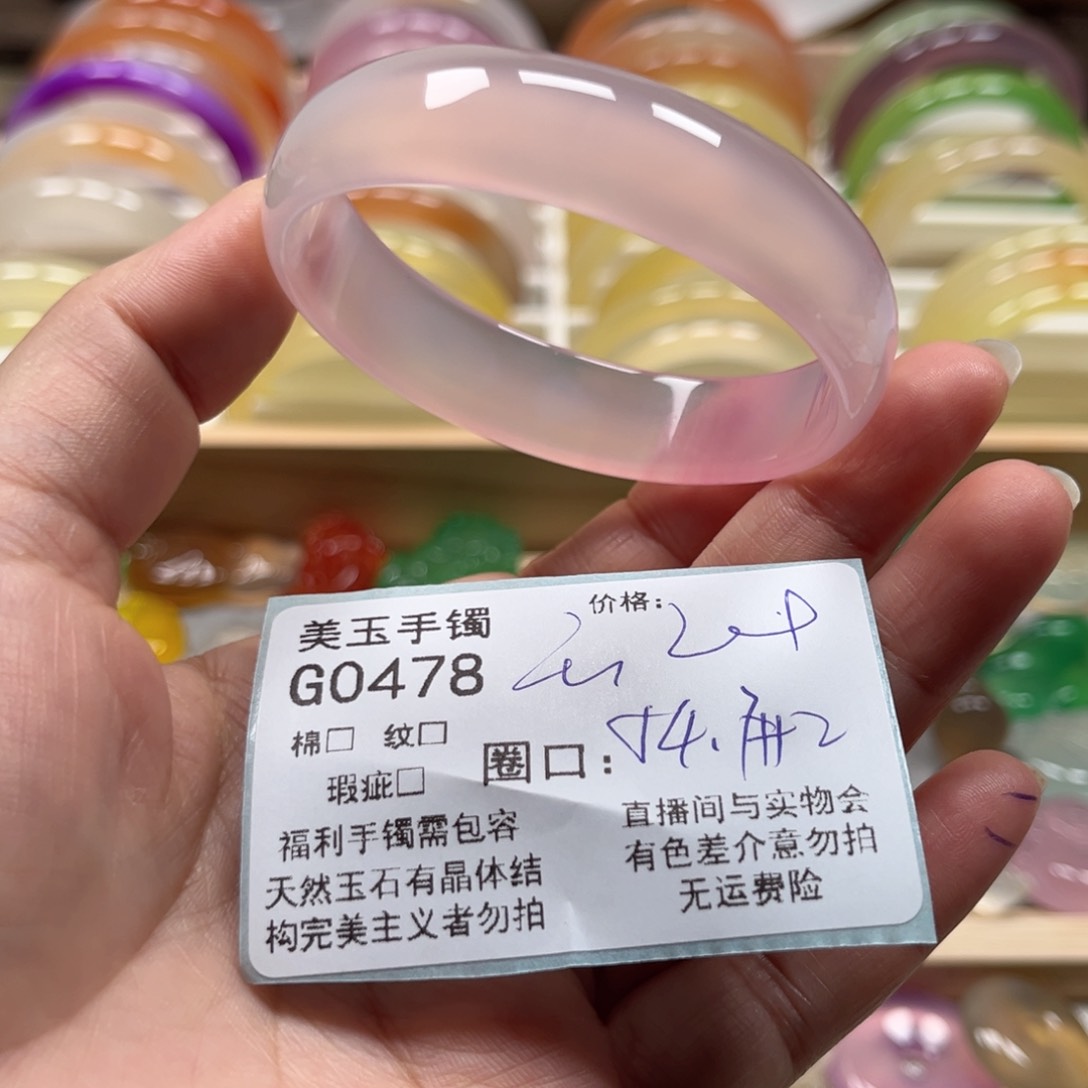 美玉手镯
价格:
G0478
棉□ 纹□
圈口: 54.
瑕疵□
福利手镯需包容
天然玉石有晶体结
构完美主义者勿拍
直播间与实物会
有色差介意勿拍
无运费险